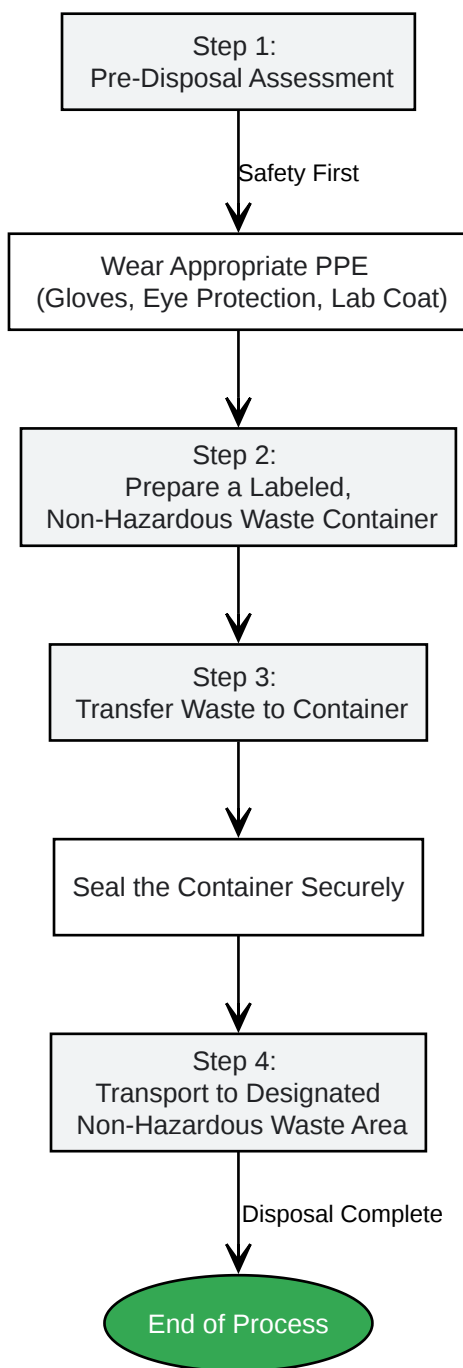 Step 1:
Pre-Disposal Assessment
Safety First
Wear Appropriate PPE
(Gloves, Eye Protection, Lab Coat)
Step 2:
Prepare a Labeled,
Non-Hazardous Waste Container
Step 3:
Transfer Waste to Container
Seal the Container Securely
Step 4:
Transport to Designated
Non-Hazardous Waste Area
Disposal Complete
End of Process